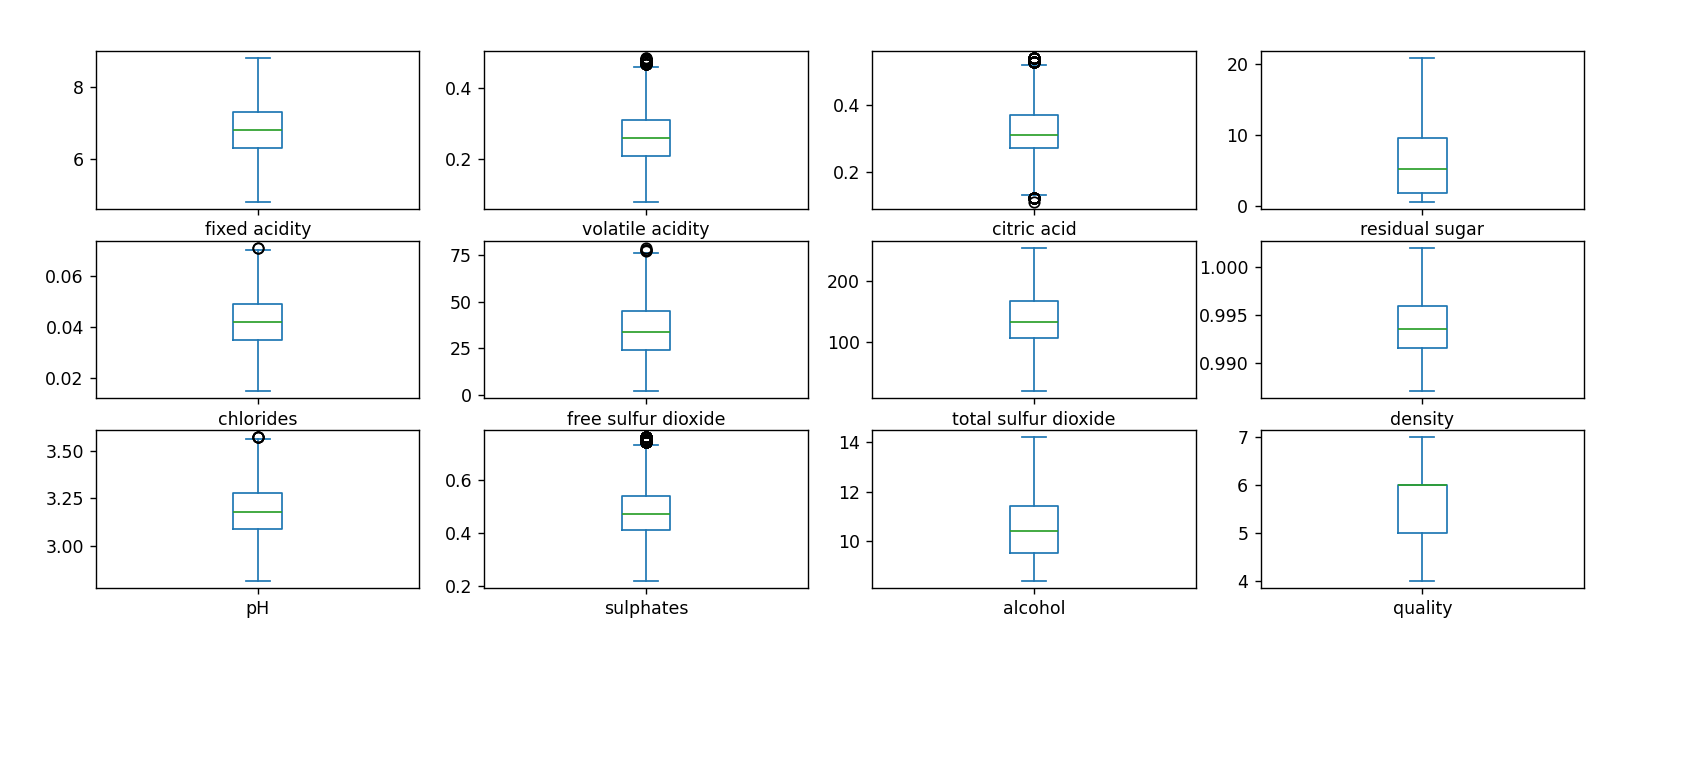 8
6
fixed acidity
0.4
0.2
volatile acidity
0.4
0.2
citric acid
20
10
0
residual sugar
0.06
0.04
0.02
chlorides
75
50
25
0
free sulfur dioxide
200
100
total sulfur dioxide
1.000
0.995
0.990
density
3.50
3.25
3.00
pH
0.6
0.4
0.2
sulphates
14
12
10
alcohol
7
6
5
4
quality